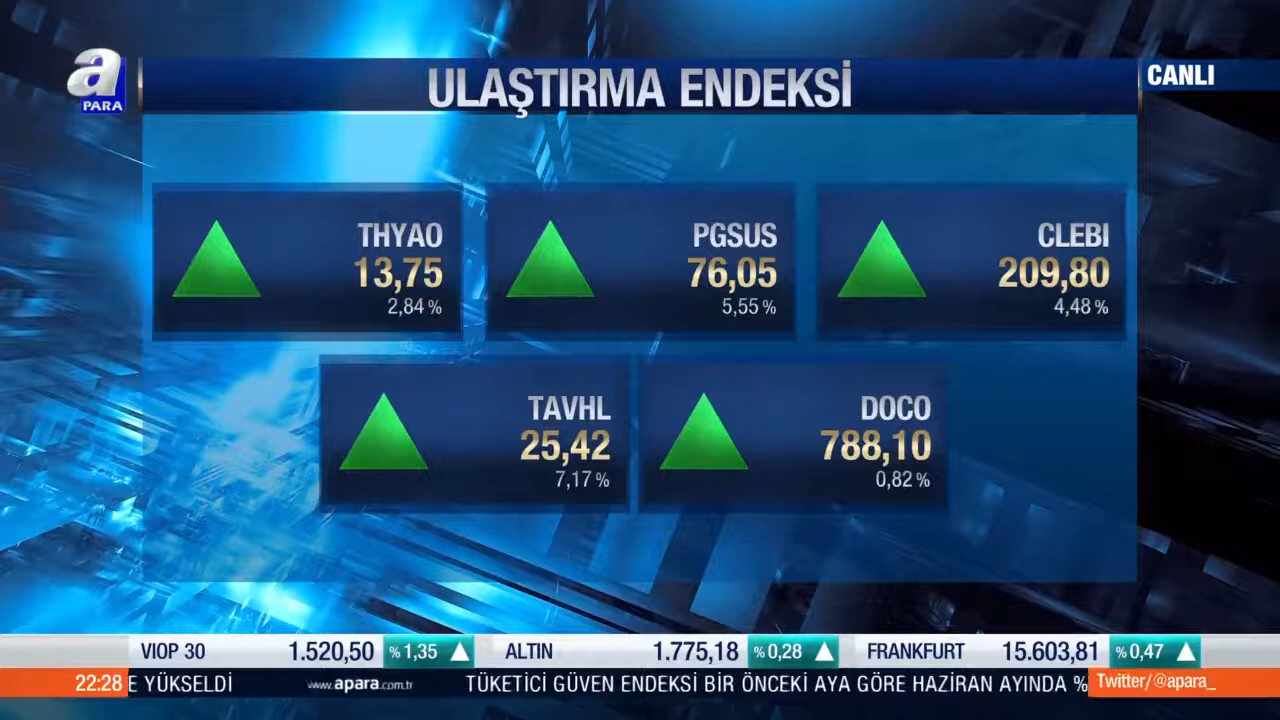 a
PARA
ULAŞTIRMA ENDEKSİ
CANLI
THYAO
13,75
2,84 %
PGSUS
76,05
5,55 %
CLEBI
209,80
4,48 %
TAVHL
25,42
7,17 %
DOCO
788,10
0,82 %
VIOP 30 1.520,50 % 1,35 ALTIN 1.775,18 % 0,28 FRANKFURT 15.603,81 % 0,47
22:28 E YÜKSELDİ www.apara.com.tr TÜKETİCİ GÜVEN ENDEKSİ BİR ÖNCEKİ AYA GÖRE HAZİRAN AYINDA % Twitter/@apara_